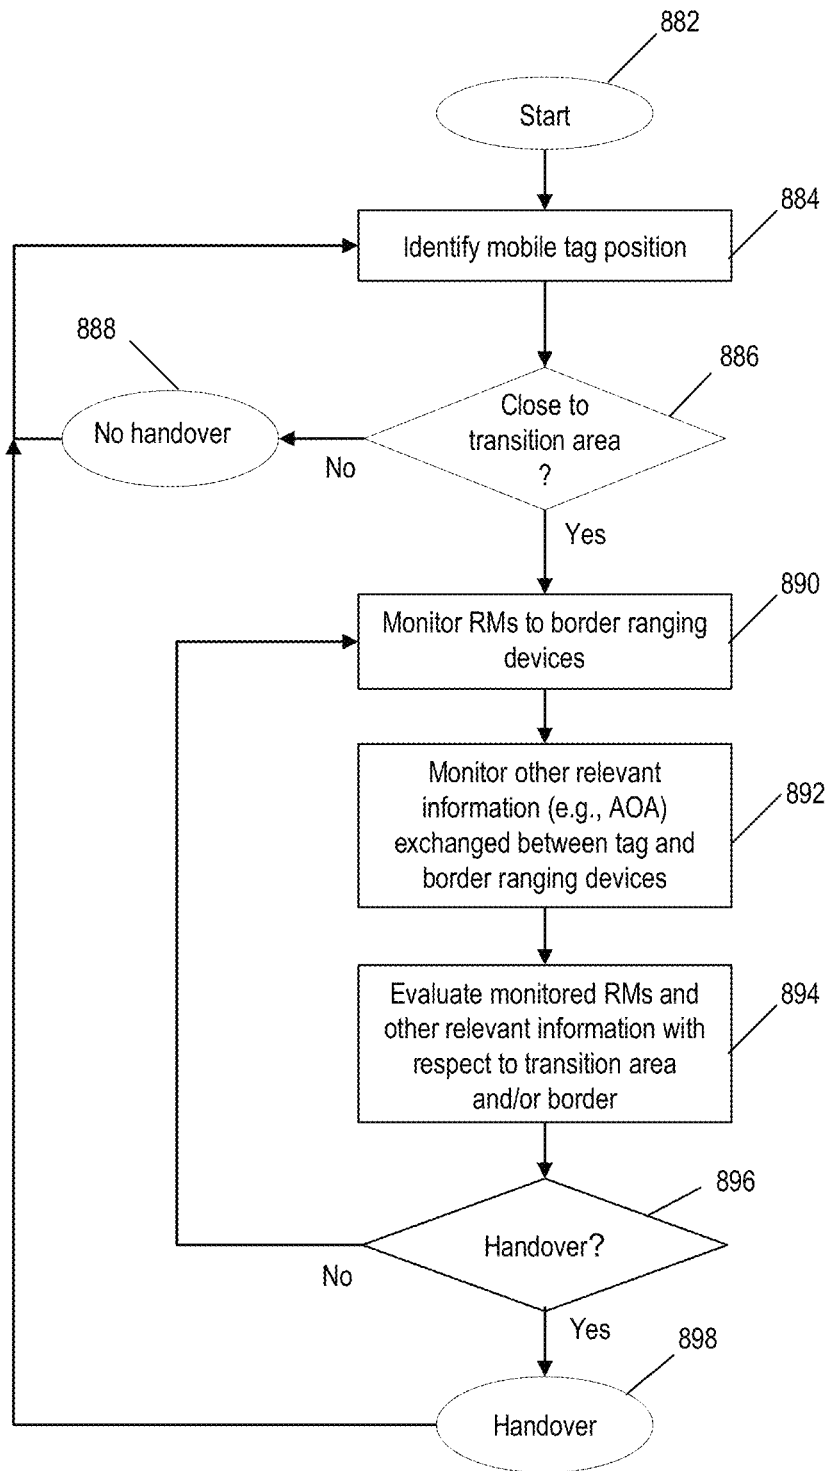 882
Start
884
Identify mobile tag position
888
886
Close to
transition area
?
No handover
No
Yes
890
Monitor RMs to border ranging
devices
Monitor other relevant
information (e.g., AOA)
exchanged between tag and
border ranging devices
892
Evaluate monitored RMs and
other relevant information with
respect to transition area
and/or border
894
896
Handover?
No
Yes
898
Handover